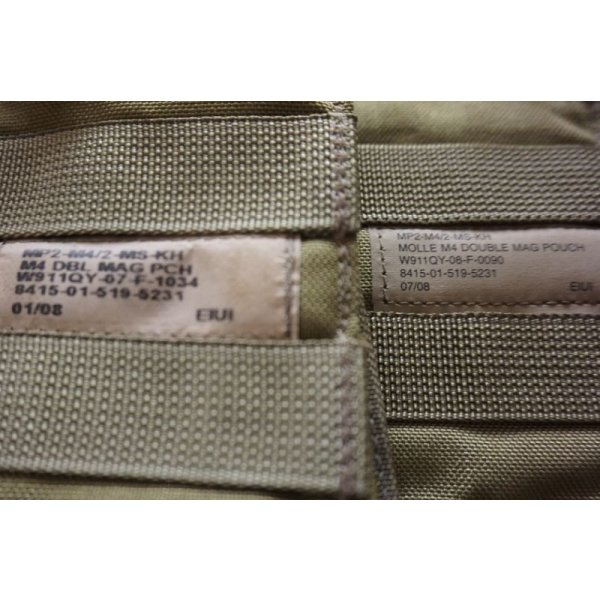 MP2-M4/2-MS-KH
M4 DBL MAG PCH
W911QY-07-F-1034
8415-01-519-5231
01/08 EIUI
MP2-M4/2-MS-KH
MOLLE M4 DOUBLE MAG POUCH
W911QY-08-F-0090
8415-01-519-5231
07/08 EIUI